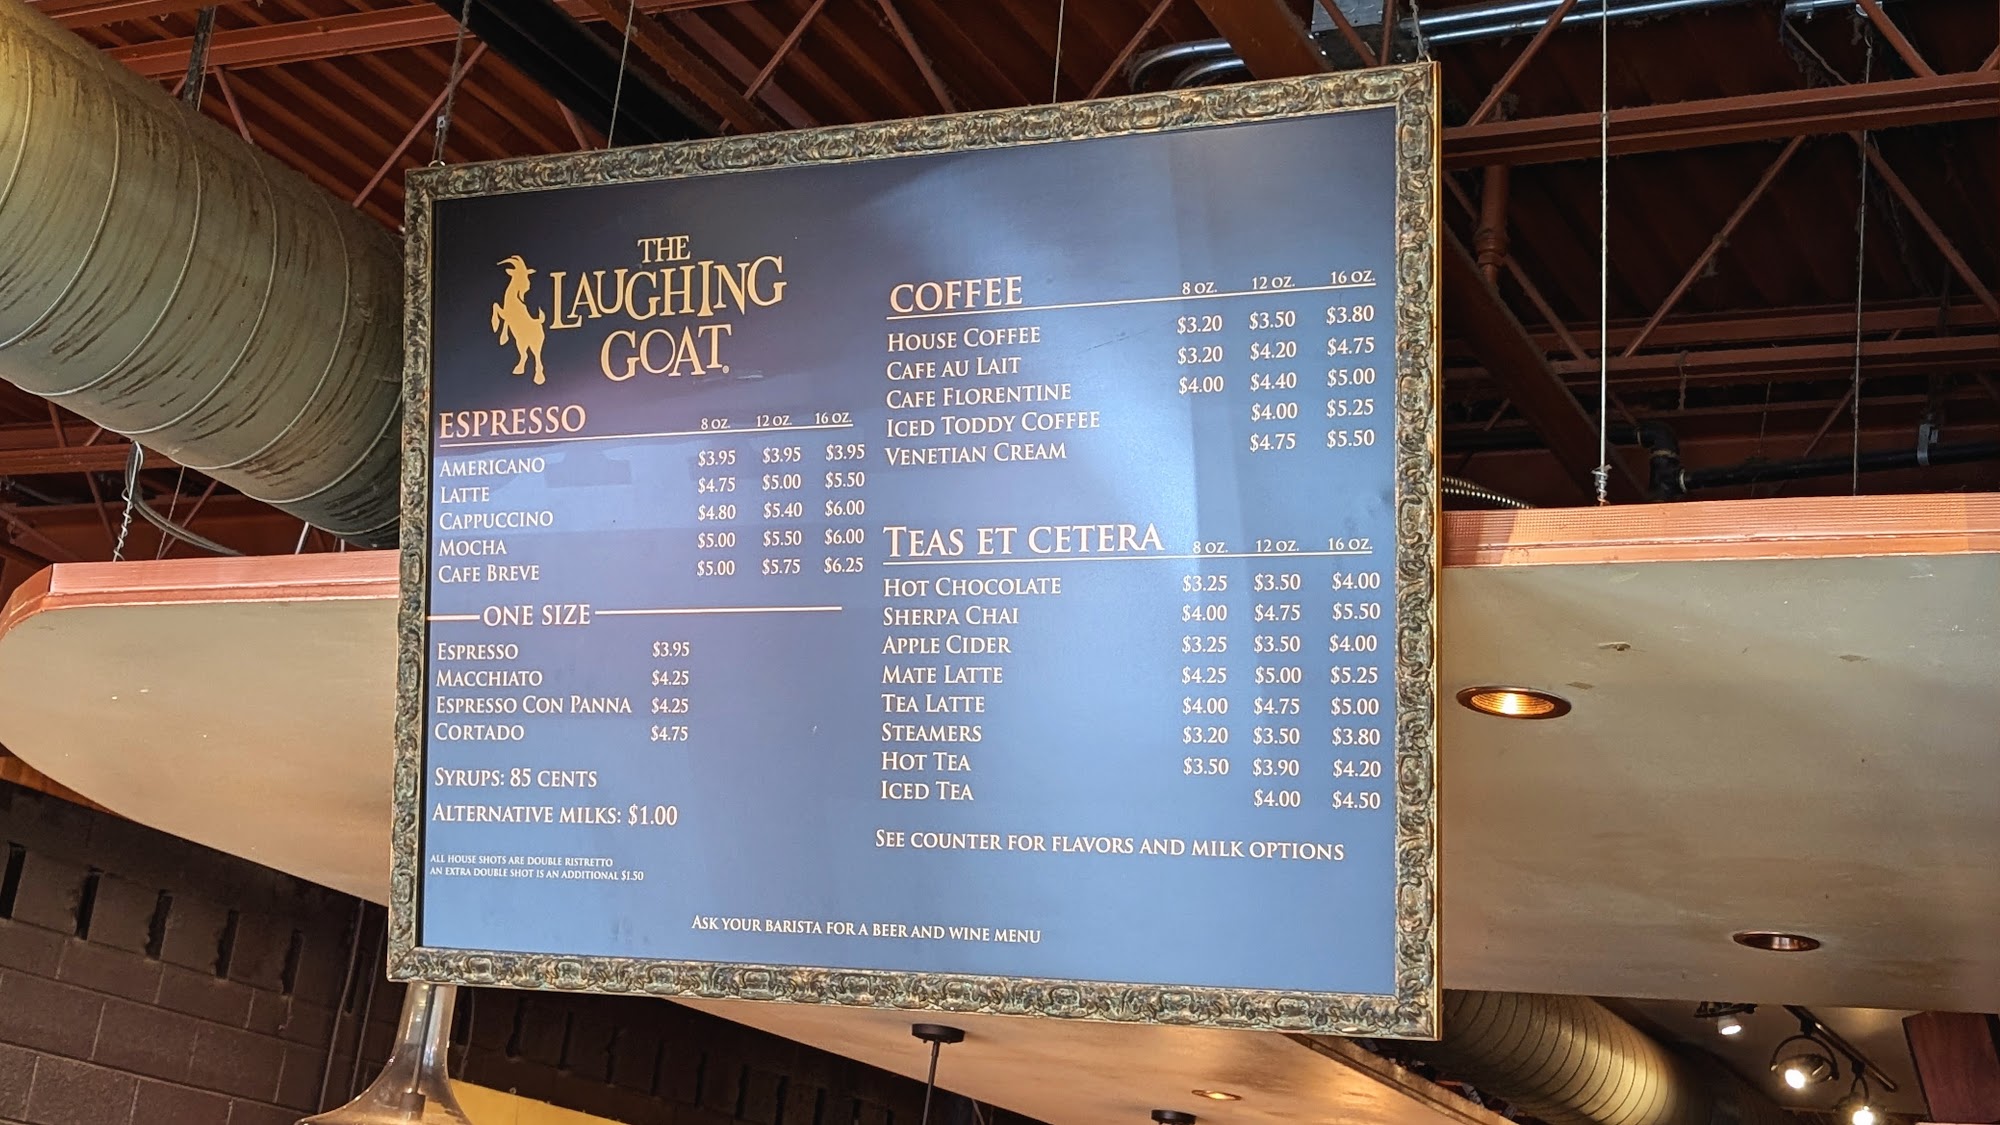 THE
LAUGHING
GOAT®
ESPRESSO 8 OZ. 12 OZ. 16 OZ.
AMERICANO $3.95 $3.95 $3.95
LATTE $4.75 $5.00 $5.50
CAPPUCCINO $4.80 $5.40 $6.00
MOCHA $5.00 $5.50 $6.00
CAFE BREVE $5.00 $5.75 $6.25
ONE SIZE
ESPRESSO $3.95
MACCHIATO $4.25
ESPRESSO CON PANNA $4.25
CORTADO $4.75
SYRUPS: 85 CENTS
ALTERNATIVE MILKS: $1.00
ALL HOUSE SHOTS ARE DOUBLE RISTRETTO
AN EXTRA DOUBLE SHOT IS AN ADDITIONAL $1.50
COFFEE 8 OZ. 12 OZ. 16 OZ.
HOUSE COFFEE $3.20 $3.50 $3.80
CAFE AU LAIT $3.20 $4.20 $4.75
CAFE FLORENTINE $4.00 $4.40 $5.00
ICED TODDY COFFEE $4.00 $5.25
VENETIAN CREAM $4.75 $5.50
TEAS ET CETERA 8 OZ. 12 OZ. 16 OZ.
HOT CHOCOLATE $3.25 $3.50 $4.00
SHERPA CHAI $4.00 $4.75 $5.50
APPLE CIDER $3.25 $3.50 $4.00
MATE LATTE $4.25 $5.00 $5.25
TEA LATTE $4.00 $4.75 $5.00
STEAMERS $3.20 $3.50 $3.80
HOT TEA $3.50 $3.90 $4.20
ICED TEA $4.00 $4.50
SEE COUNTER FOR FLAVORS AND MILK OPTIONS
ASK YOUR BARISTA FOR A BEER AND WINE MENU